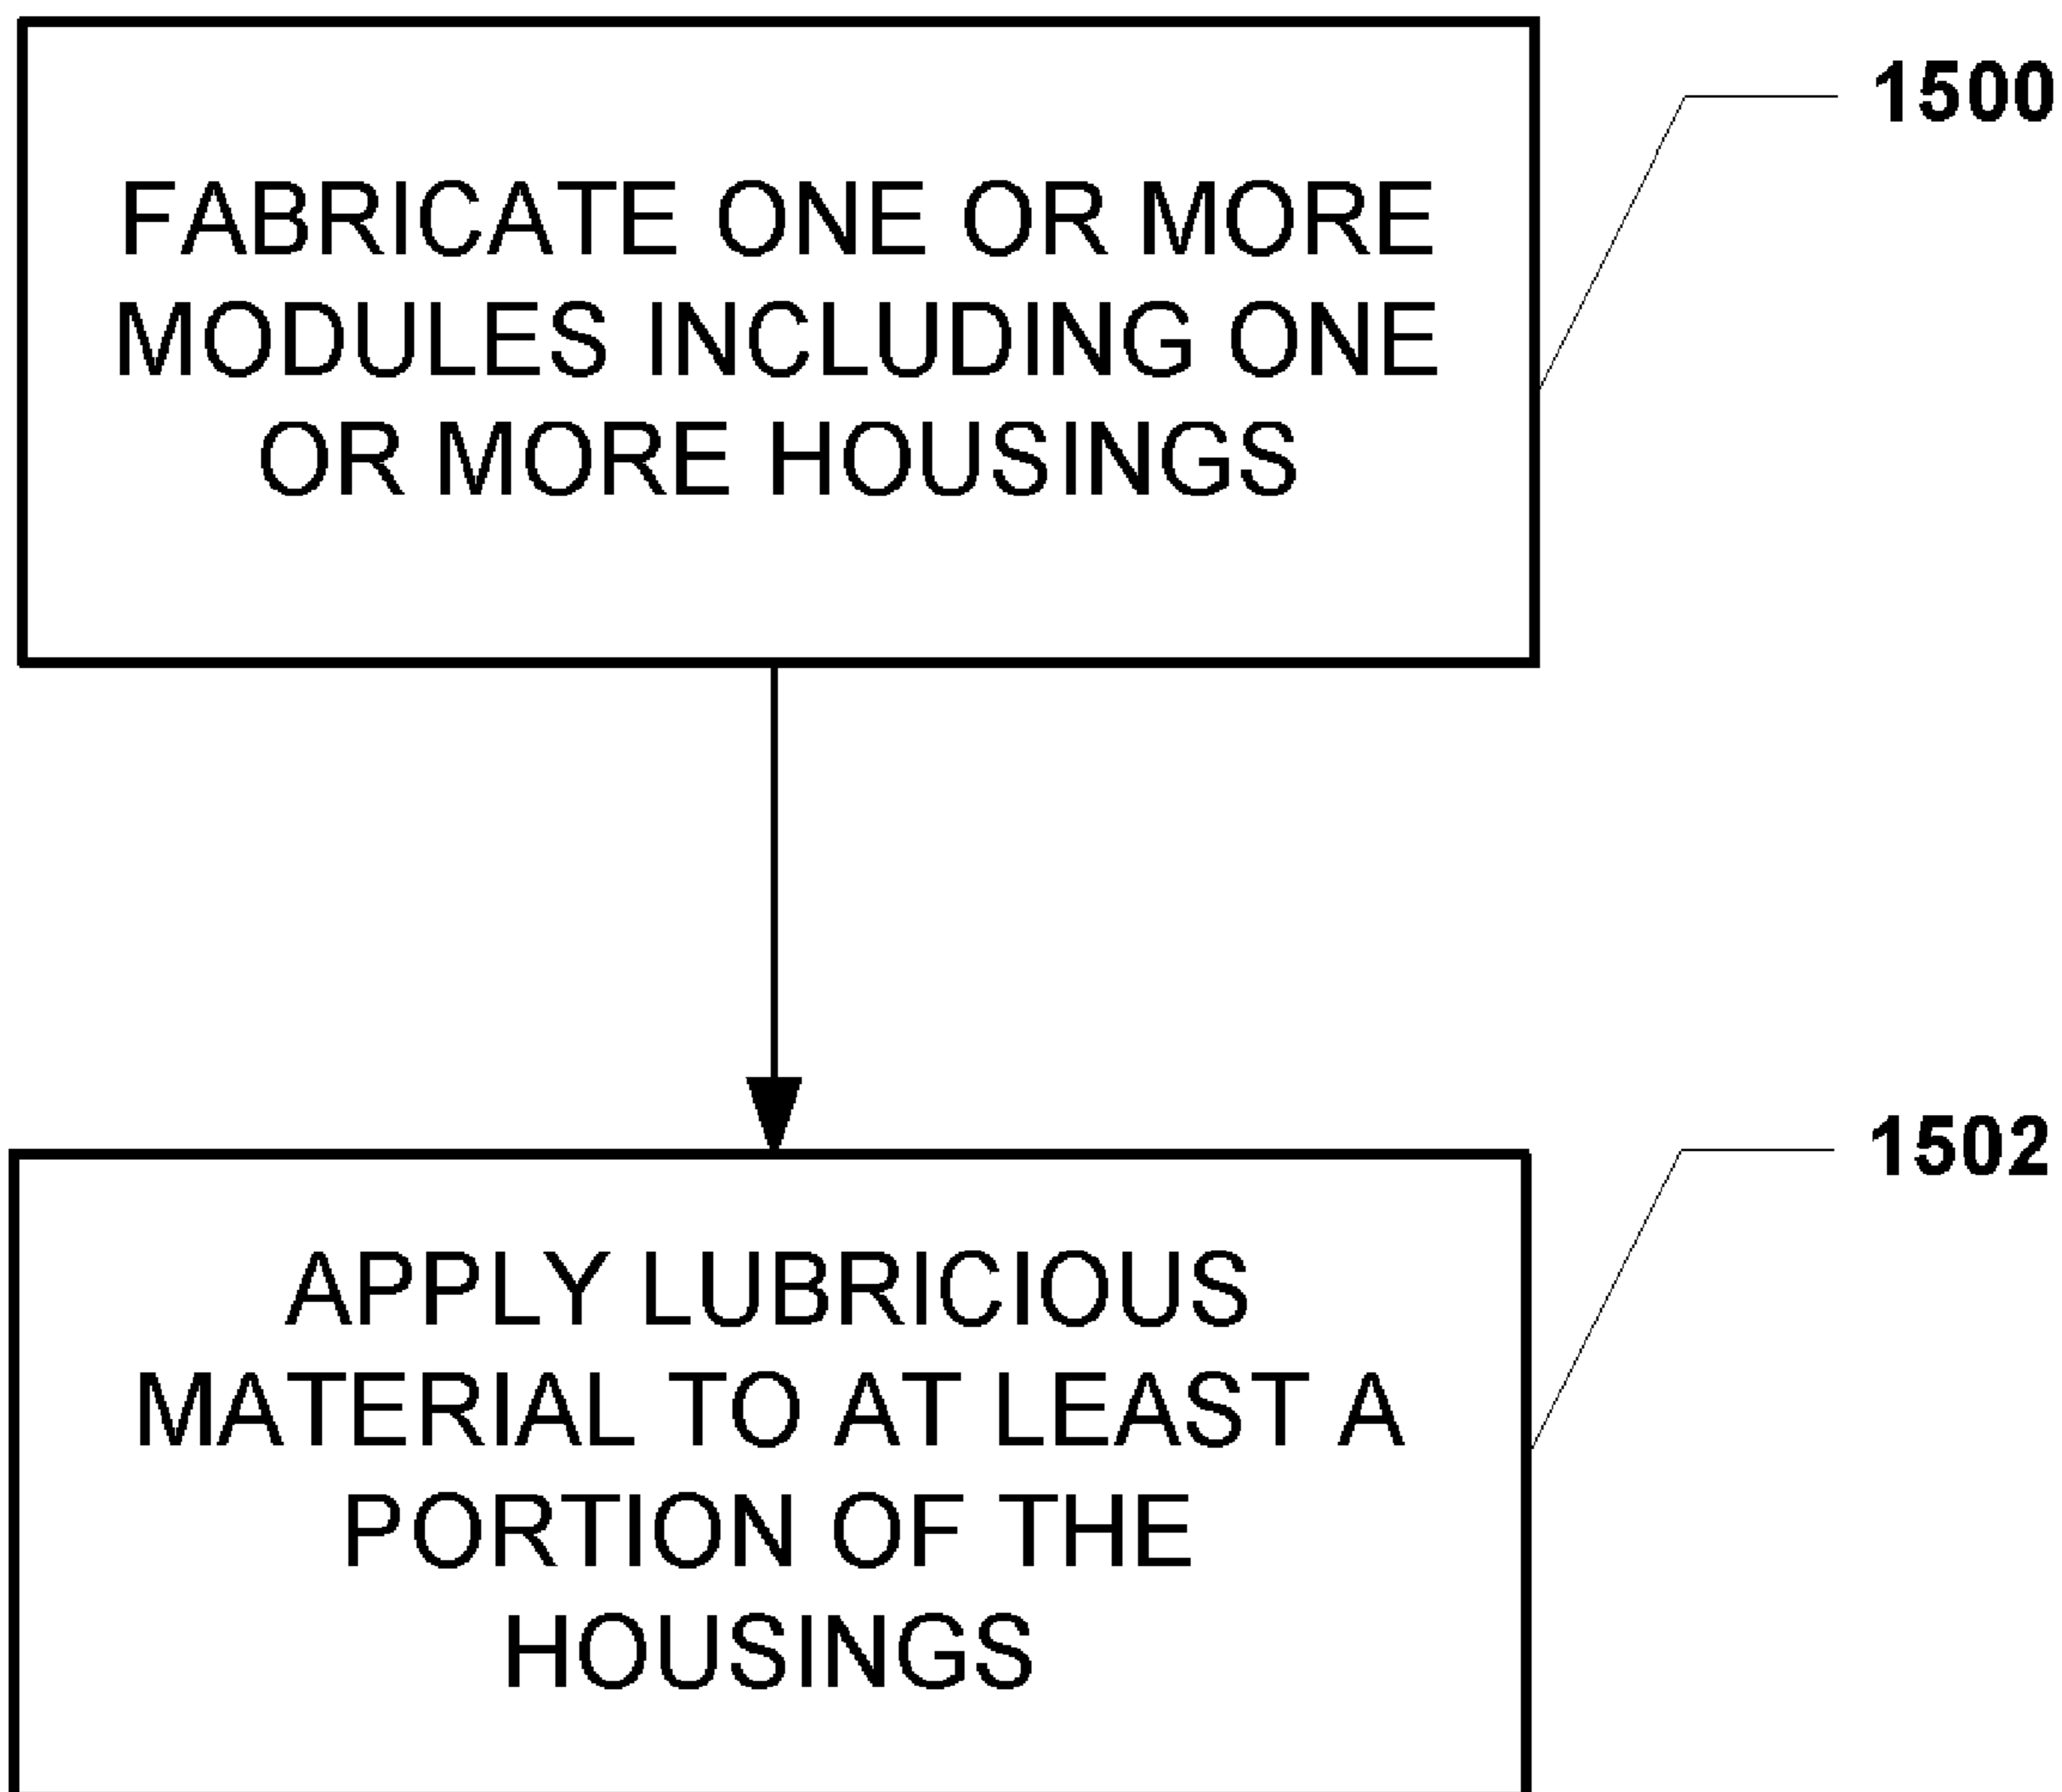 1500
FABRICATE ONE OR MORE
MODULES INCLUDING ONE
OR MORE HOUSINGS
1502
APPLY LUBRICIOUS
MATERIAL TO AT LEAST A
PORTION OF THE
HOUSINGS